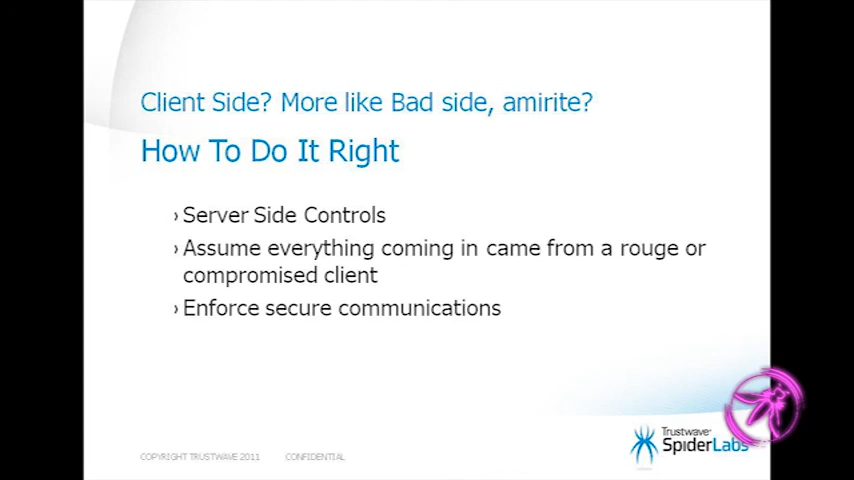 Client Side? More like Bad side, amirite?
How To Do It Right
› Server Side Controls
› Assume everything coming in came from a rouge or
compromised client
› Enforce secure communications
COPYRIGHT TRUSTWAVE 2011 CONFIDENTIAL
Trustwave®
SpiderLabs